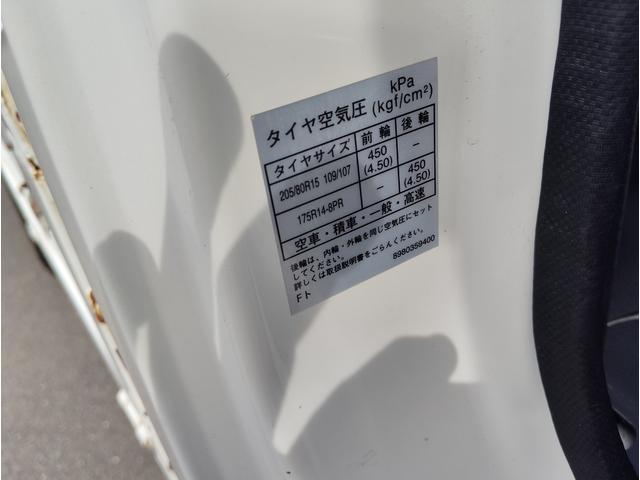 タイヤ空気圧 kPa (kgf/cm²)
タイヤサイズ 前輪 後輪
205/80R15 109/107 450 (4.50) –
175R14-8PR – 450 (4.50)
空車・積車・一般・高速
後輪は、内輪・外輪を同じ空気圧にセット
してください。
詳しくは取扱説明書をごらんください。
Fト 8980359400